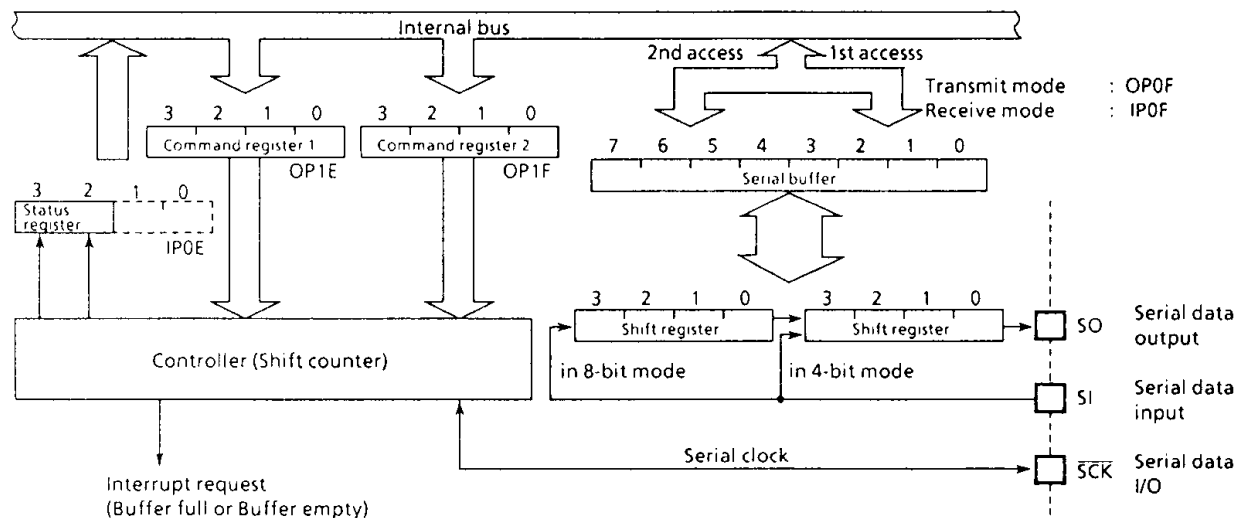 Internal bus
2nd access
1st accesss
Transmit mode : OP0F
Receive mode : IP0F
3 2 1 0
Command register 1
OP1E
3 2 1 0
Command register 2
OP1F
7 6 5 4 3 2 1 0
Serial buffer
3 2 1 0
Status
register
IP0E
3 2 1 0
Shift register
3 2 1 0
Shift register
SO
Serial data
output
Controller (Shift counter)
in 8-bit mode
in 4-bit mode
SI
Serial data
input
Serial clock
SCK
Serial data
I/O
Interrupt request
(Buffer full or Buffer empty)